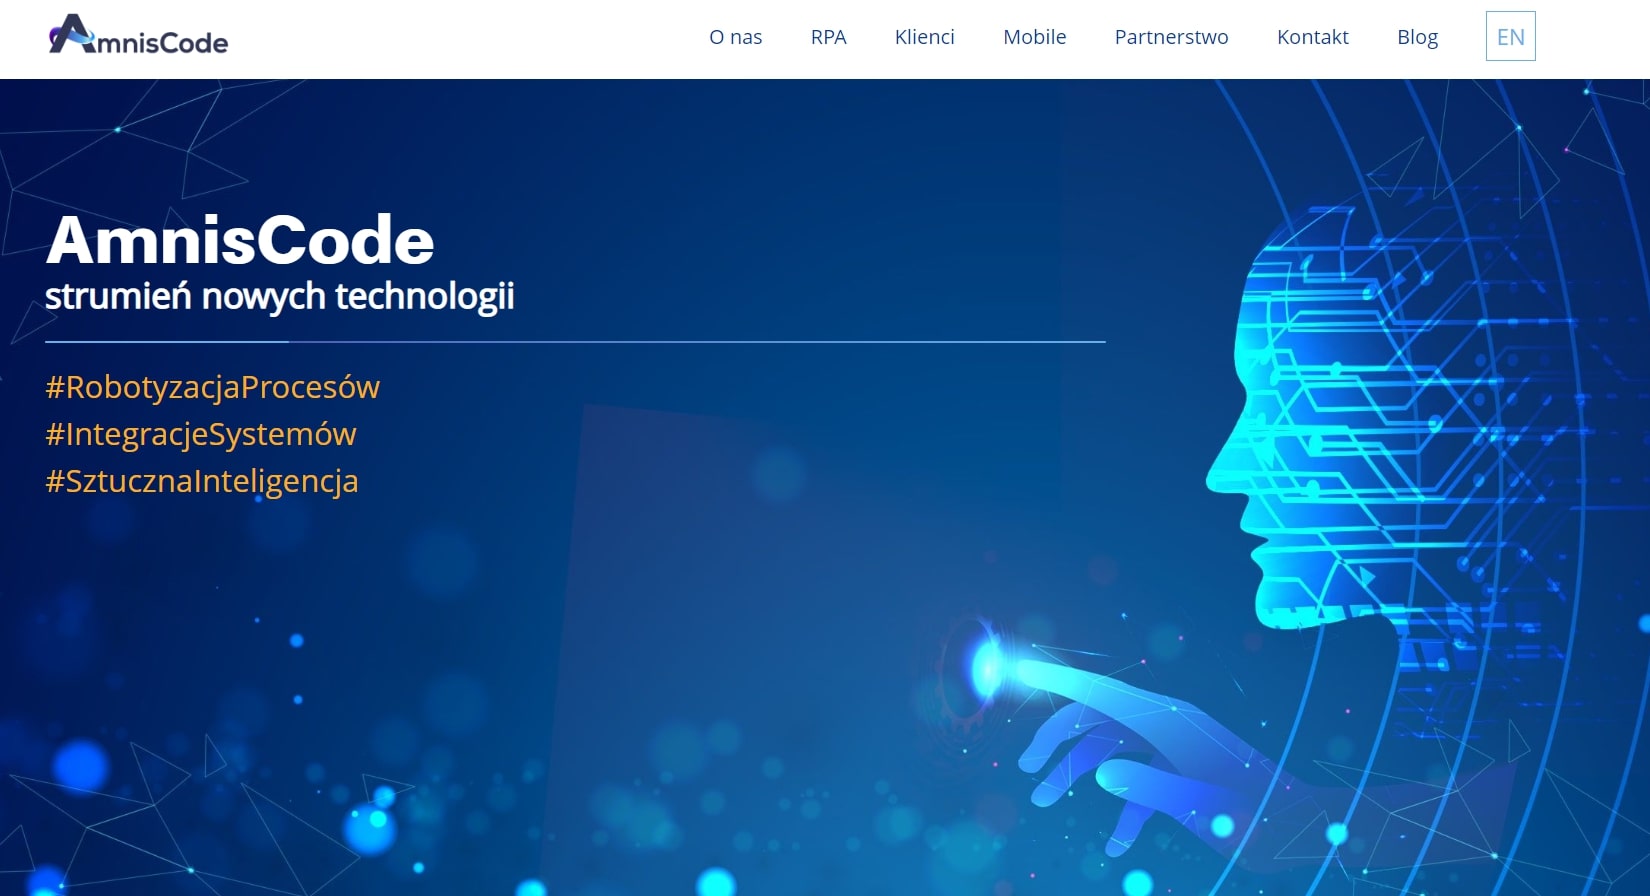 AmnisCode
O nas
RPA
Klienci
Mobile
Partnerstwo
Kontakt
Blog
EN
AmnisCode
strumień nowych technologii
#RobotyzacjaProcesów
#IntegracjeSystemów
#SztucznaInteligencja